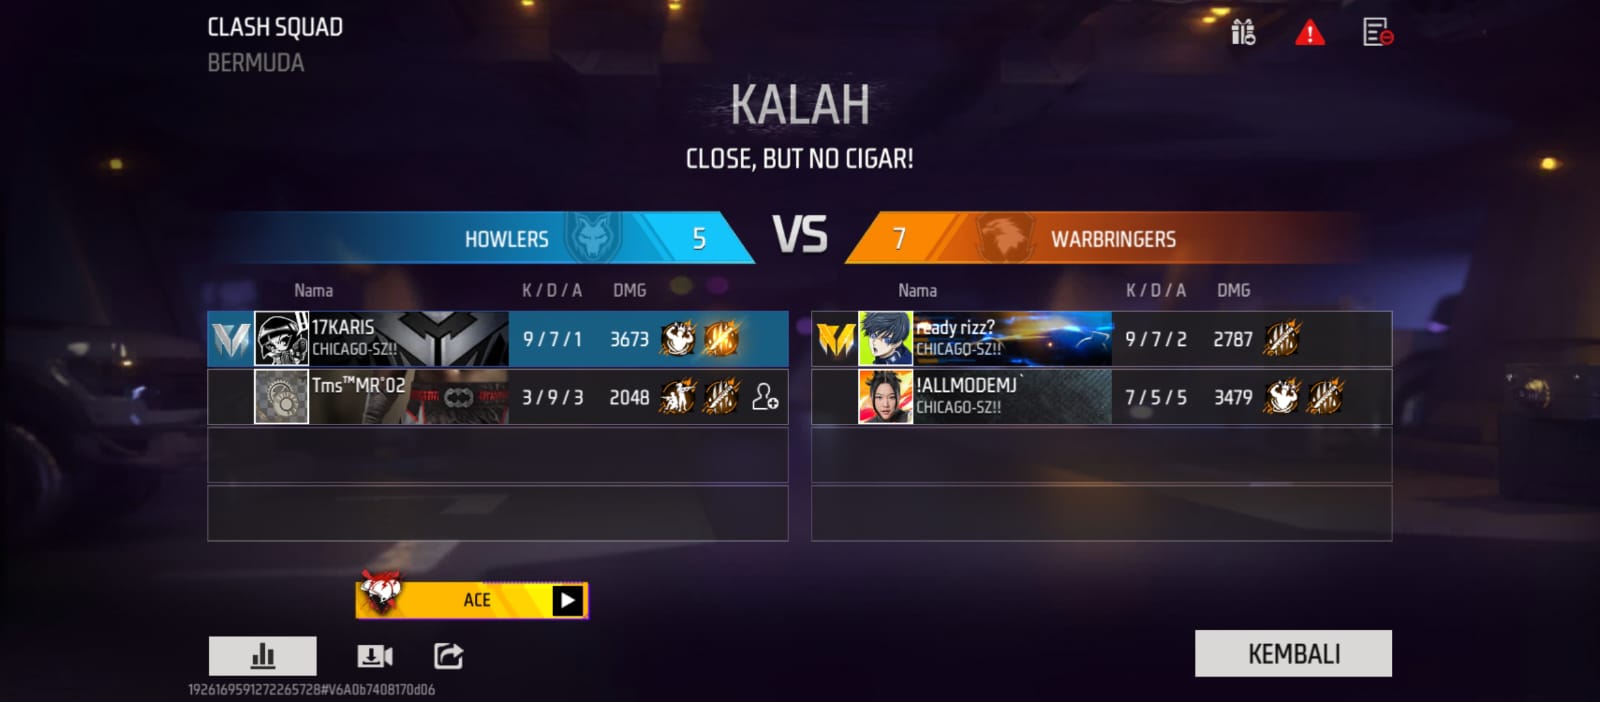 CLASH SQUAD
BERMUDA
KALAH
CLOSE, BUT NO CIGAR!
HOWLERS 5 VS 7 WARBRINGERS
Nama K / D / A DMG Nama K / D / A DMG
17KARIS
CHICAGO-SZ!! 9 / 7 / 1 3673
ready rizz?
CHICAGO-SZ!! 9 / 7 / 2 2787
Tms™MR°02 3 / 9 / 3 2048
!ALLMODEMJ`
CHICAGO-SZ!! 7 / 5 / 5 3479
ACE
KEMBALI
1926169591272265728#V6A0b7408170d06